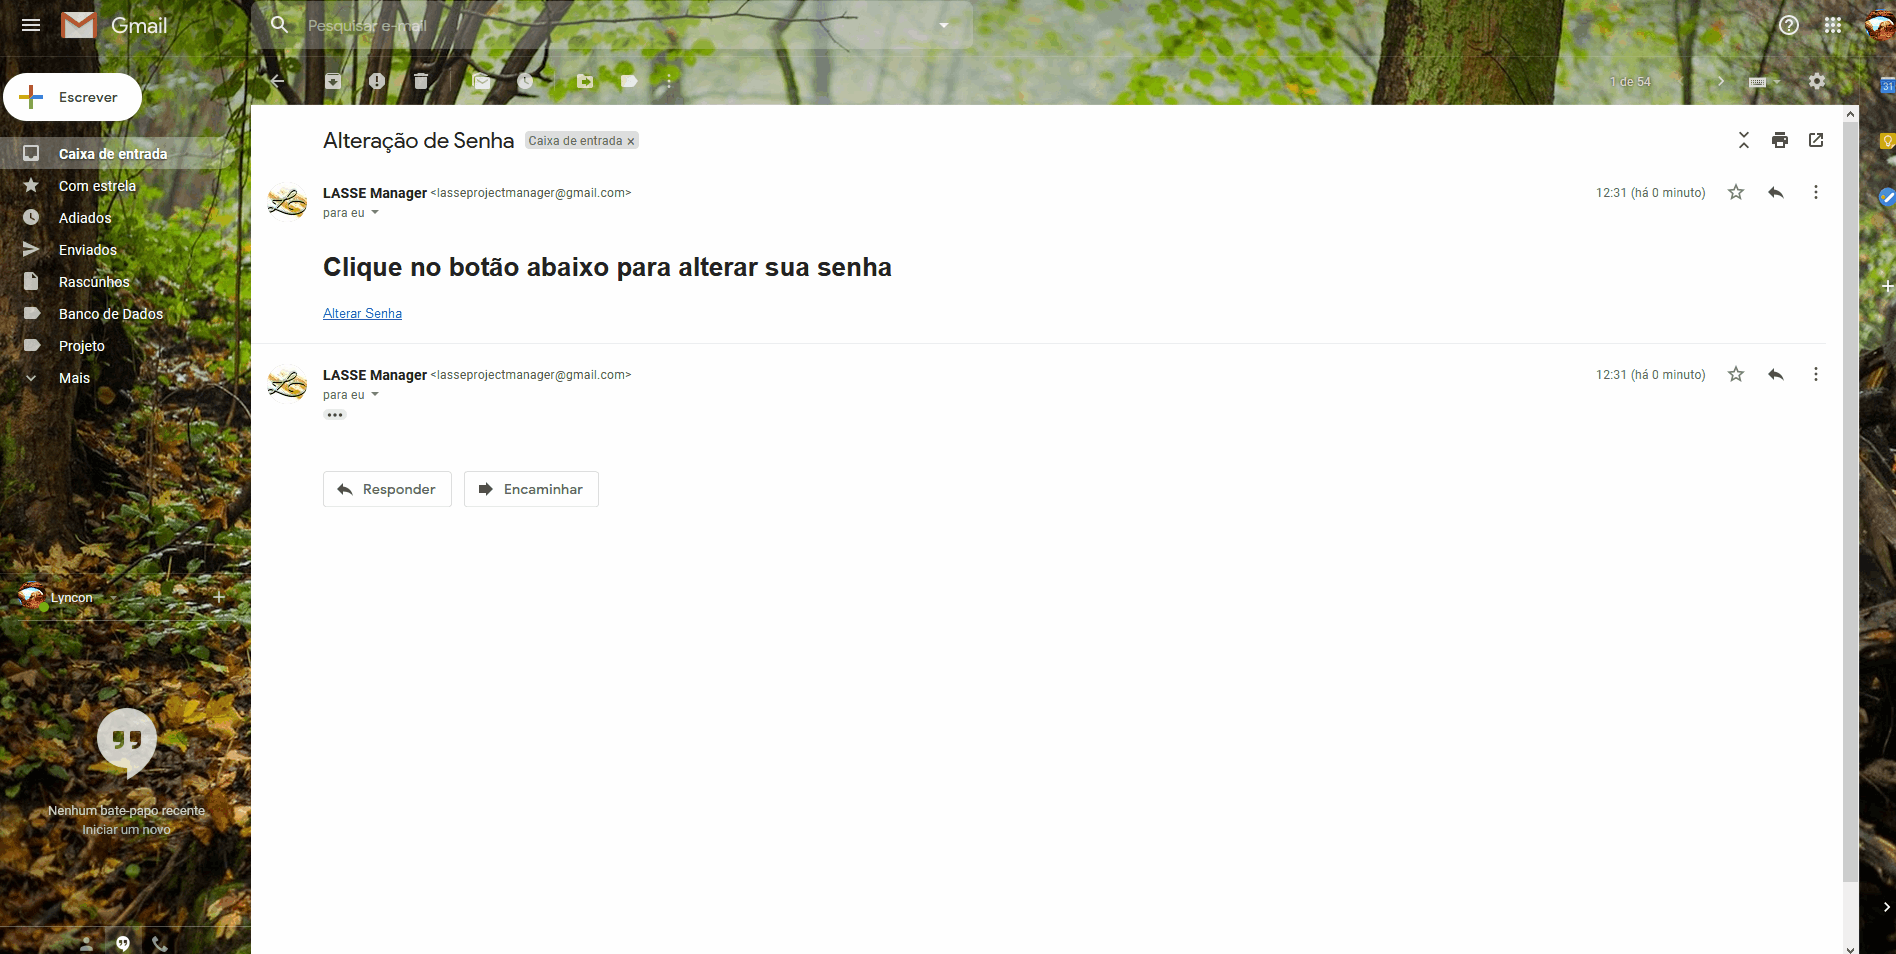 Gmail
Pesquisar e-mail
Escrever
1 de 54
31
Caixa de entrada
Com estrela
Adiados
Enviados
Rascunhos
Banco de Dados
Projeto
Mais
Alteração de Senha Caixa de entrada x
LASSE Manager <lasseprojectmanager@gmail.com> 12:31 (há 0 minuto)
para eu
Clique no botão abaixo para alterar sua senha
Alterar Senha
LASSE Manager <lasseprojectmanager@gmail.com> 12:31 (há 0 minuto)
para eu
Responder Encaminhar
Lyncon
Nenhum bate-papo recente
Iniciar um novo